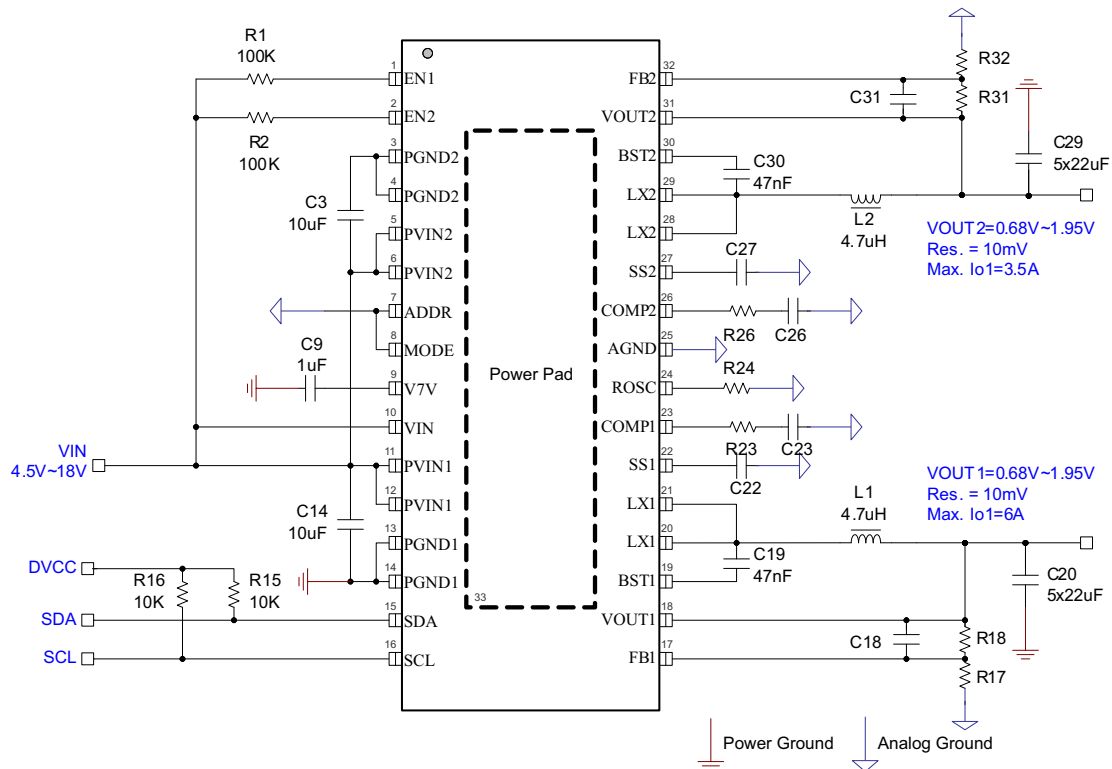 R1
100K
R2
100K
C3
10uF
C9
1uF
VIN
4.5V~18V
C14
10uF
DVCC
R16
10K
R15
10K
SDA
SCL
1
EN1
2
EN2
3
PGND2
4
PGND2
5
PVIN2
6
PVIN2
7
ADDR
8
MODE
9
V7V
10
VIN
11
PVIN1
12
PVIN1
13
PGND1
14
PGND1
15
SDA
16
SCL
Power Pad
33
FB2
32
VOUT2
31
BST2
30
LX2
29
LX2
28
SS2
27
COMP2
26
AGND
25
ROSC
24
COMP1
23
SS1
22
LX1
21
LX1
20
BST1
19
VOUT1
18
FB1
17
R32
R31
C31
C29
5x22uF
C30
47nF
L2
4.7uH
VOUT2=0.68V~1.95V
Res. = 10mV
Max. Io1=3.5A
C27
R26
C26
R24
R23
C23
C22
VOUT1=0.68V~1.95V
Res. = 10mV
Max. Io1=6A
L1
4.7uH
C19
47nF
C20
5x22uF
C18
R18
R17
Power Ground
Analog Ground